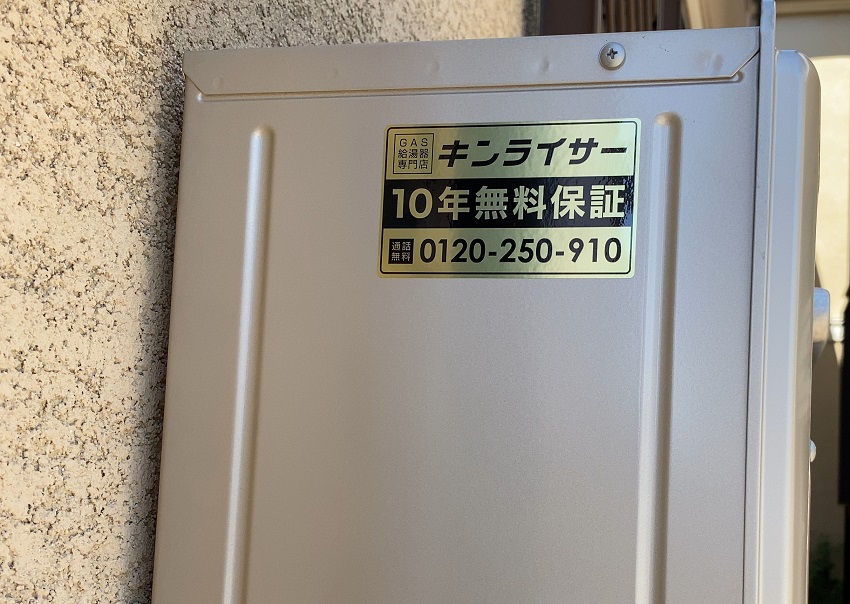 GAS
給湯器
専門店
キンライサー
10年無料保証
通話
無料
0120-250-910